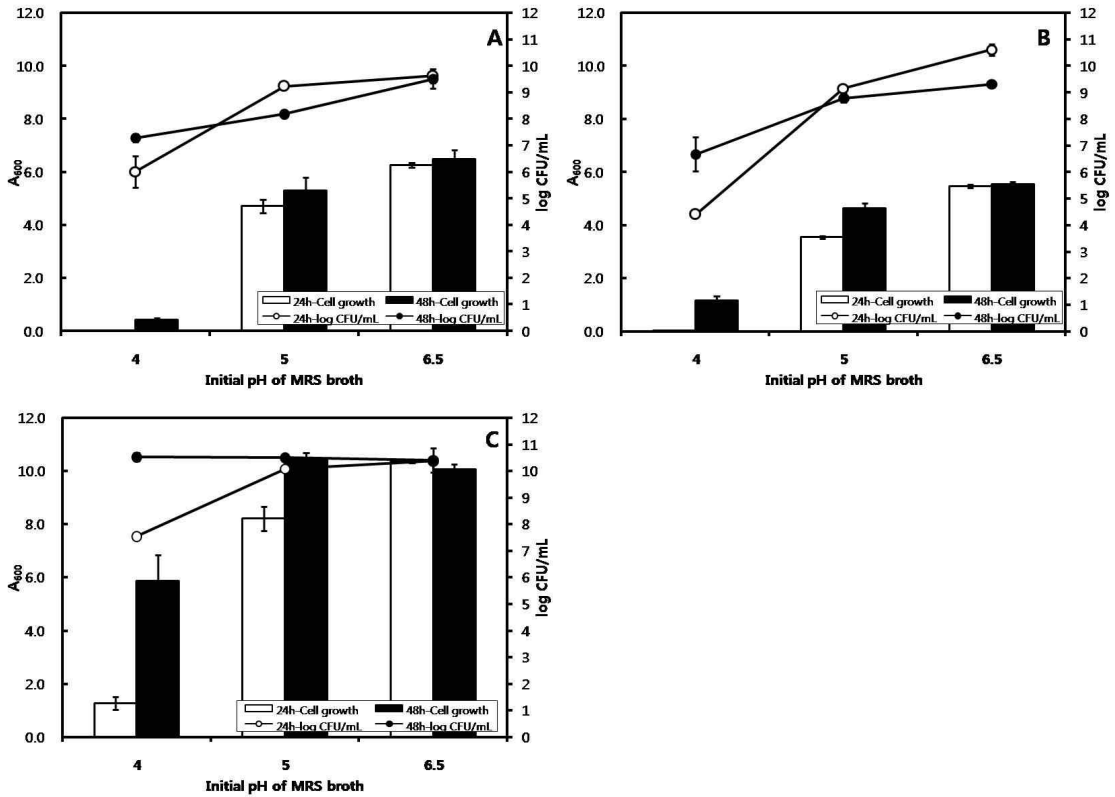 A
12.0
10.0
8.0
6.0
4.0
2.0
0.0
A600
12
11
10
9
8
7
6
5
4
3
2
1
0
log CFU/mL
24h-Cell growth 48h-Cell growth
24h-log CFU/mL 48h-log CFU/mL
4 5 6.5
Initial pH of MRS broth
B
12.0
10.0
8.0
6.0
4.0
2.0
0.0
A600
12
11
10
9
8
7
6
5
4
3
2
1
0
log CFU/mL
24h-Cell growth 48h-Cell growth
24h-log CFU/mL 48h-log CFU/mL
4 5 6.5
Initial pH of MRS broth
C
12.0
10.0
8.0
6.0
4.0
2.0
0.0
A600
12
11
10
9
8
7
6
5
4
3
2
1
0
log CFU/mL
24h-Cell growth 48h-Cell growth
24h-log CFU/mL 48h-log CFU/mL
4 5 6.5
Initial pH of MRS broth